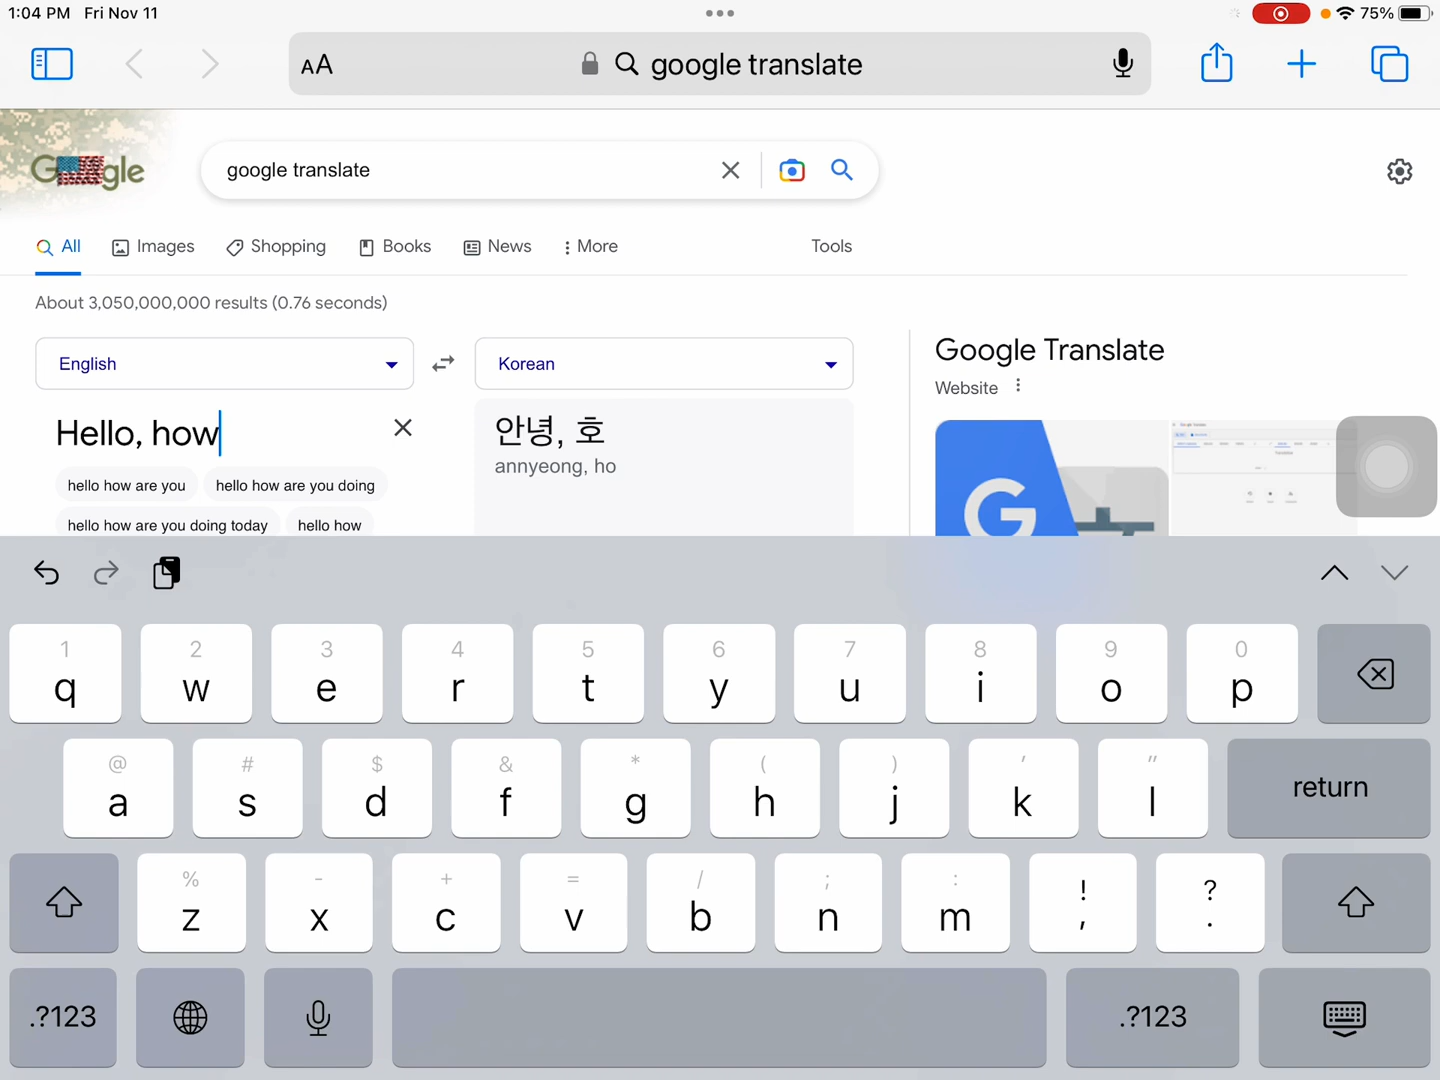 1:04 PM Fri Nov 11
75%
AA google translate
Google
google translate
All Images Shopping Books News More Tools
About 3,050,000,000 results (0.76 seconds)
English Korean
Google Translate
Website
Hello, how
안녕, 호
annyeong, ho
hello how are you hello how are you doing
hello how are you doing today hello how
G
1 2 3 4 5 6 7 8 9 0
q w e r t y u i o p
@ # $ & * ( ) ' "
a s d f g h j k l return
% - + = / ; : ! ?
z x c v b n m , .
.?123 .?123